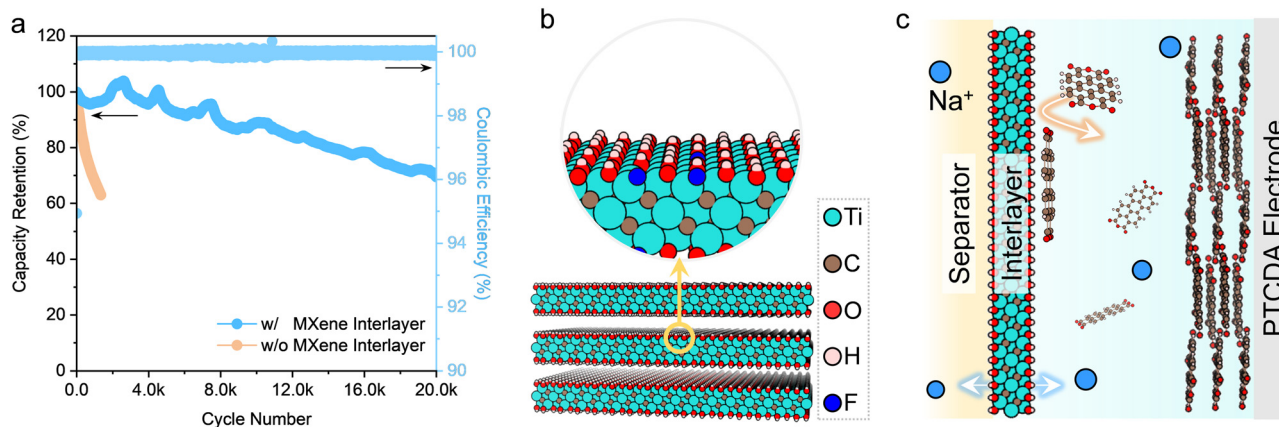 a
120
100
80
60
40
20
0
Capacity Retention (%)
100
98
96
94
92
91
90
Coulombic Efficiency (%)
w/ MXene Interlayer
w/o MXene Interlayer
0.0
4.0k
8.0k
12.0k
16.0k
20.0k
Cycle Number
b
Ti
C
O
H
F
c
Na⁺
Separator
Interlayer
PTCDA Electrode